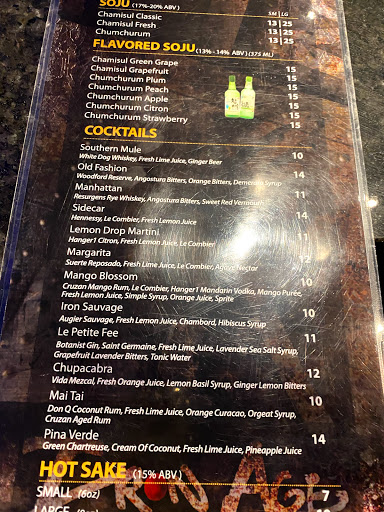 SOJU (17%-20% ABV)
SM | LG
Chamisul Classic 13|25
Chamisul Fresh 13|25
Chumchurum 13|25
FLAVORED SOJU (13% - 14% ABV) (375 ML)
Chamisul Green Grape 15
Chamisul Grapefruit 15
Chumchurum Plum 15
Chumchurum Peach 15
Chumchurum Apple 15
Chumchurum Citron 15
Chumchurum Strawberry 15
COCKTAILS
Southern Mule 10
White Dog Whiskey, Fresh Lime Juice, Ginger Beer
Old Fashion 14
Woodford Reserve, Angostura Bitters, Orange Bitters, Demerara Syrup
Manhattan
Resurgens Rye Whiskey, Angostura Bitters, Sweet Red Vermouth
Sidecar 14
Hennessy, Le Combier, Fresh Lemon Juice
Lemon Drop Martini 11
Hanger1 Citron, Fresh Lemon Juice, Le Combier
Margarita
Suerte Reposado, Fresh Lime Juice, Le Combier, Agave Nectar
Mango Blossom 10
Cruzan Mango Rum, Le Combier, Hanger1 Mandarin Vodka, Mango Purée,
Fresh Lemon Juice, Simple Syrup, Orange Juice, Sprite
Iron Sauvage 10
Augier Sauvage, Fresh Lemon Juice, Chambord, Hibiscus Syrup
Le Petite Fee 11
Botanist Gin, Saint Germaine, Fresh Lime Juice, Lavender Sea Salt Syrup,
Grapefruit Lavender Bitters, Tonic Water
Chupacabra 12
Vida Mezcal, Fresh Orange Juice, Lemon Basil Syrup, Ginger Lemon Bitters
Mai Tai 10
Don Q Coconut Rum, Fresh Lime Juice, Orange Curacao, Orgeat Syrup,
Cruzan Aged Rum
Pina Verde 14
Green Chartreuse, Cream Of Coconut, Fresh Lime Juice, Pineapple Juice
HOT SAKE (15% ABV)
SMALL (6oz) 7
LARGE